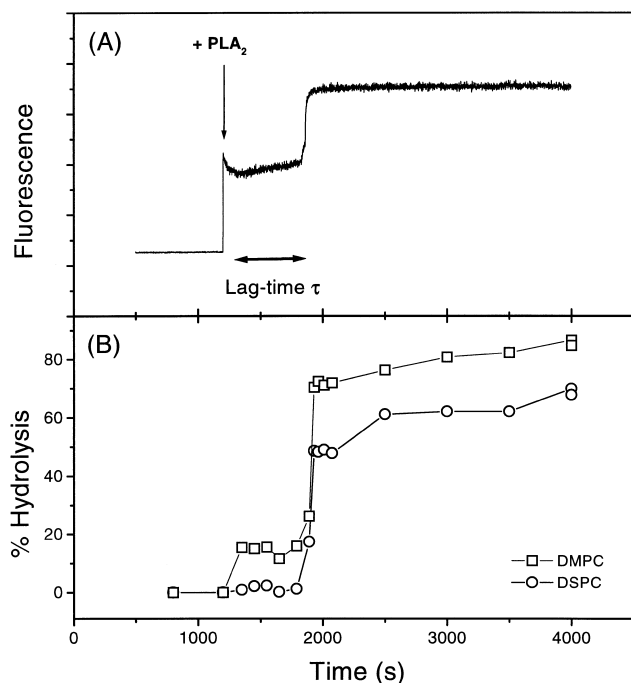 (A)
+ PLA₂
Fluorescence
Lag-time τ
(B)
80
60
40
20
0
% Hydrolysis
DMPC
DSPC
0 1000 2000 3000 4000
Time (s)